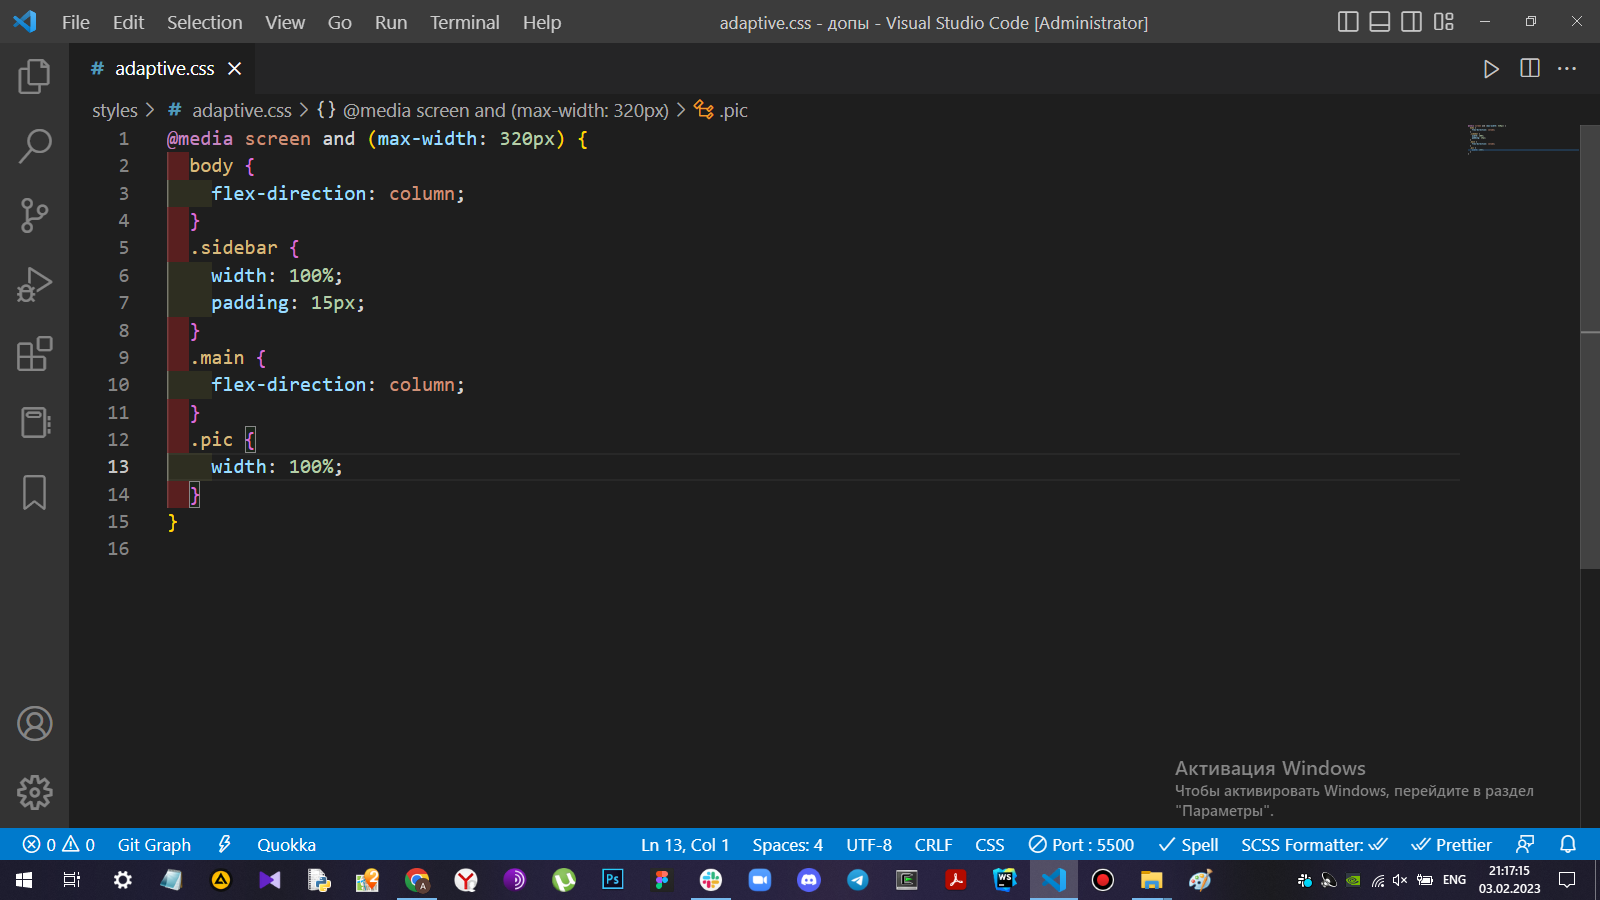 File Edit Selection View Go Run Terminal Help adaptive.css - допы - Visual Studio Code [Administrator]
# adaptive.css
styles > # adaptive.css > {} @media screen and (max-width: 320px) > .pic
1 @media screen and (max-width: 320px) {
2 body {
3 flex-direction: column;
4 }
5 .sidebar {
6 width: 100%;
7 padding: 15px;
8 }
9 .main {
10 flex-direction: column;
11 }
12 .pic {
13 width: 100%;
14 }
15 }
16
Активация Windows
Чтобы активировать Windows, перейдите в раздел
"Параметры".
0 0 Git Graph Quokka Ln 13, Col 1 Spaces: 4 UTF-8 CRLF CSS Port : 5500 Spell SCSS Formatter: Prettier
ENG 21:17:15
03.02.2023